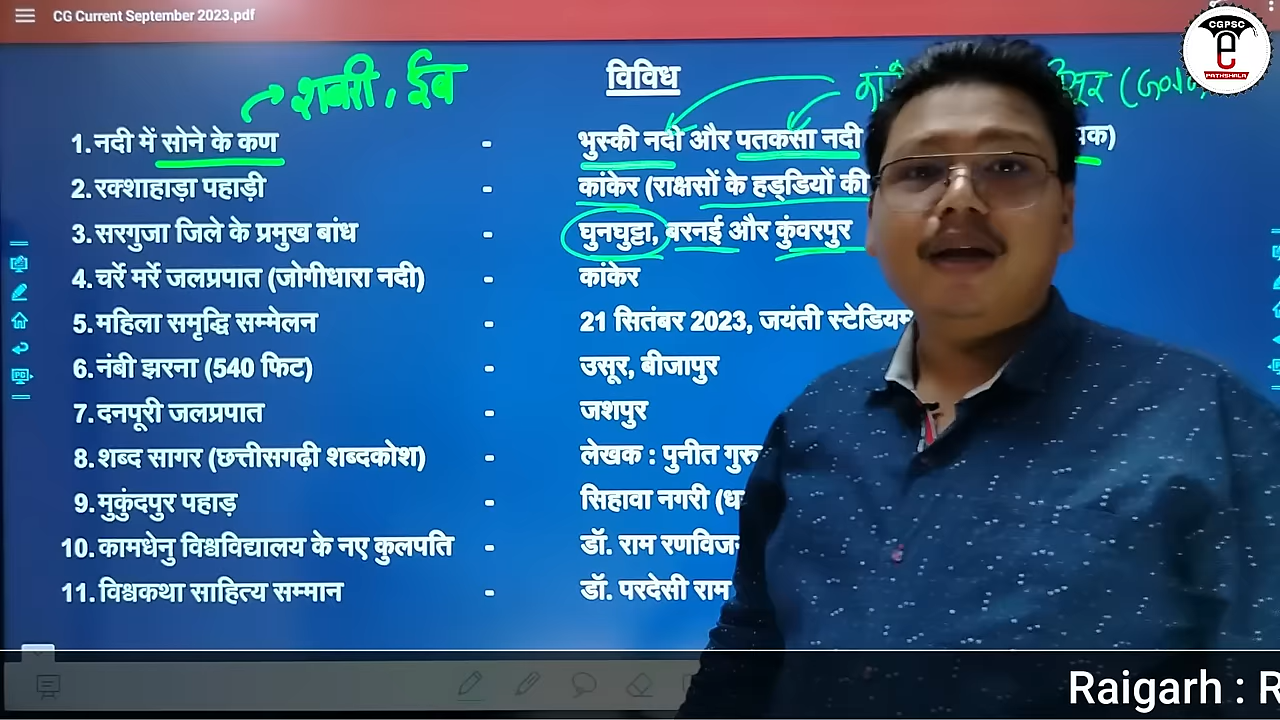 CG Current September 2023.pdf
CGPSC
e
PATHSHALA
शबरी, ईब
विविध
1. नदी में सोने के कण - भुस्की नदी और पतकसा नदी
2. रक्शाहाड़ा पहाड़ी - कांकेर (राक्षसों के हड्डियों की
3. सरगुजा जिले के प्रमुख बांध - घुनघुट्टा, बरनई और कुंवरपुर
4. चर्रे मर्रे जलप्रपात (जोगीधारा नदी) - कांकेर
5. महिला समृद्धि सम्मेलन - 21 सितंबर 2023, जयंती स्टेडियम
6. नंबी झरना (540 फिट) - उसूर, बीजापुर
7. दनपूरी जलप्रपात - जशपुर
8. शब्द सागर (छत्तीसगढ़ी शब्दकोश) - लेखक : पुनीत गुरु
9. मुकुंदपुर पहाड़ - सिहावा नगरी
10. कामधेनु विश्वविद्यालय के नए कुलपति - डॉ. राम रणविज
11. विश्वकथा साहित्य सम्मान - डॉ. परदेसी राम
Raigarh : R